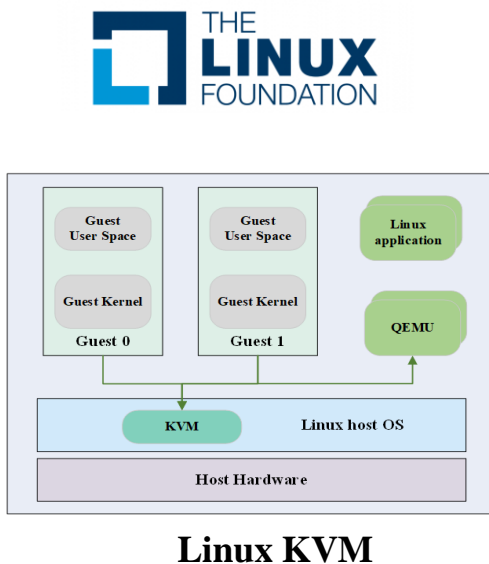 THE
LINUX
FOUNDATION
Guest
User Space
Guest
User Space
Linux
application
Guest Kernel
Guest Kernel
QEMU
Guest 0
Guest 1
KVM
Linux host OS
Host Hardware
Linux KVM